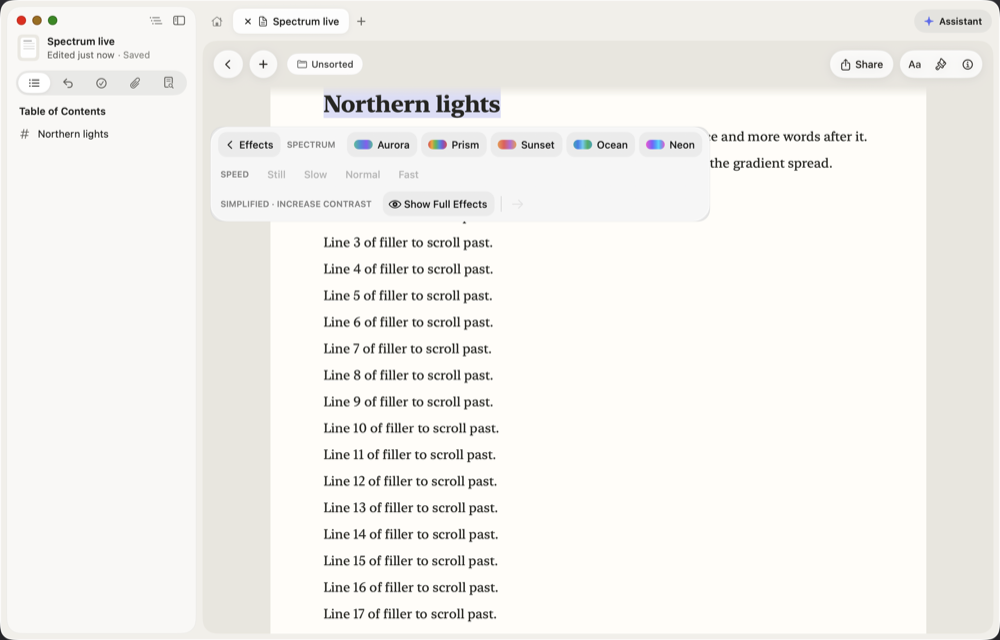 Spectrum live
Assistant
Spectrum live
Edited just now · Saved
Unsorted
Share
Aa
Table of Contents
# Northern lights
Northern lights
e and more words after it.
Effects SPECTRUM Aurora Prism Sunset Ocean Neon
the gradient spread.
SPEED Still Slow Normal Fast
SIMPLIFIED · INCREASE CONTRAST Show Full Effects
Line 3 of filler to scroll past.
Line 4 of filler to scroll past.
Line 5 of filler to scroll past.
Line 6 of filler to scroll past.
Line 7 of filler to scroll past.
Line 8 of filler to scroll past.
Line 9 of filler to scroll past.
Line 10 of filler to scroll past.
Line 11 of filler to scroll past.
Line 12 of filler to scroll past.
Line 13 of filler to scroll past.
Line 14 of filler to scroll past.
Line 15 of filler to scroll past.
Line 16 of filler to scroll past.
Line 17 of filler to scroll past.